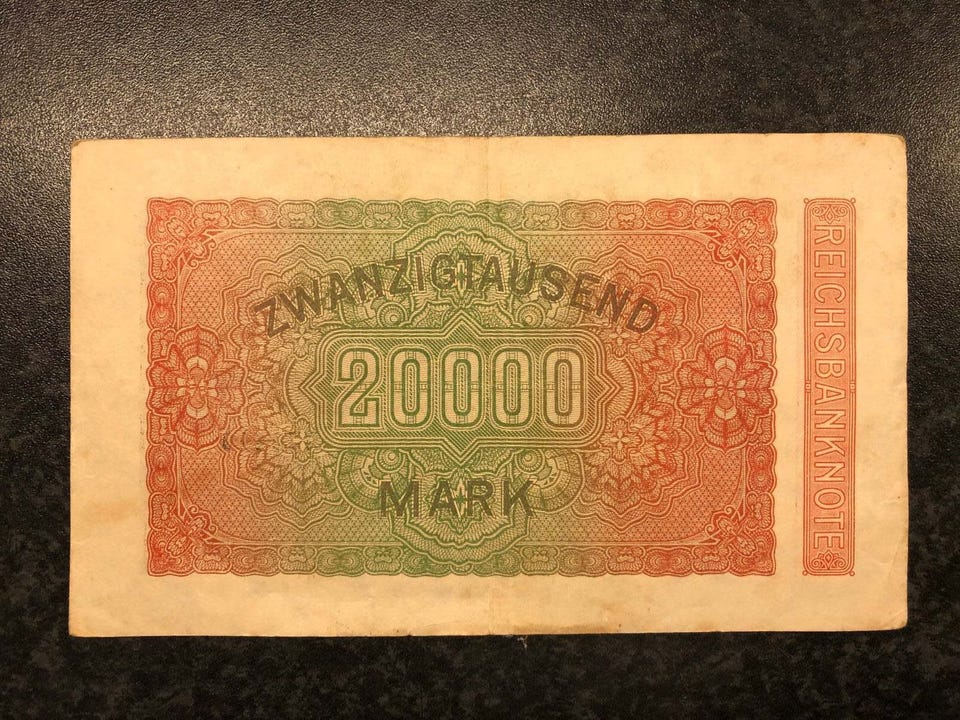 ZWANZIGTAUSEND
20000
MARK
REICHSBANKNOTE